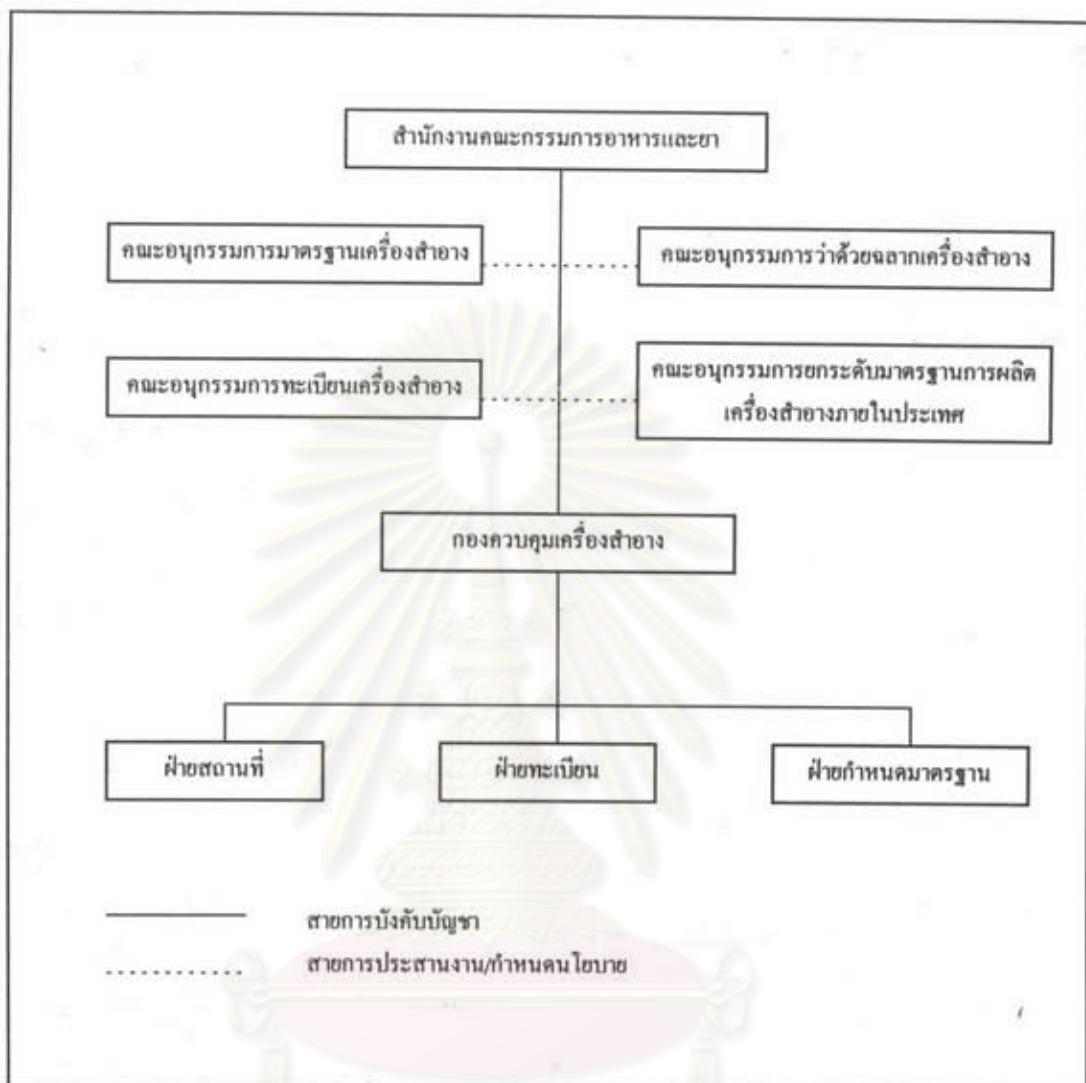 สำนักงานคณะกรรมการอาหารและยา
คณะอนุกรรมการมาตรฐานเครื่องสำอาง
คณะอนุกรรมการว่าด้วยฉลากเครื่องสำอาง
คณะอนุกรรมการทะเบียนเครื่องสำอาง
คณะอนุกรรมการยกระดับมาตรฐานการผลิต
เครื่องสำอางภายในประเทศ
กองควบคุมเครื่องสำอาง
ฝ่ายสถานที่
ฝ่ายทะเบียน
ฝ่ายกำหนดมาตรฐาน
สายการบังคับบัญชา
สายการประสานงาน/กำหนดนโยบาย